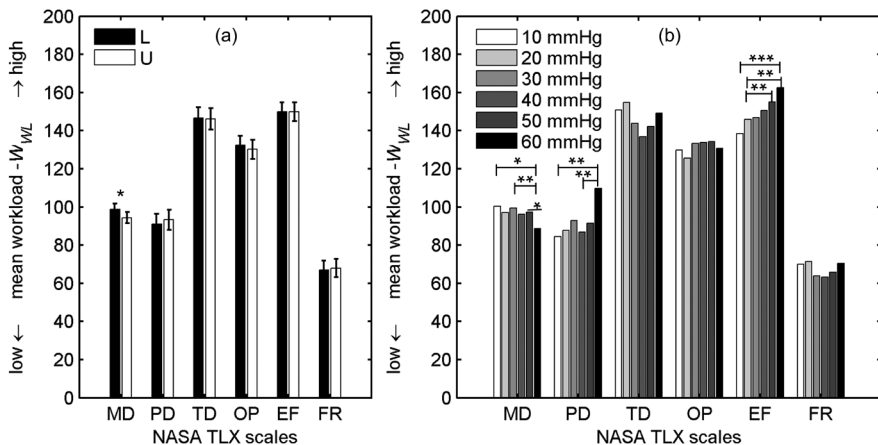 200
180
160
140
120
100
80
60
40
20
0
low ← mean workload - W_WL → high
(a)
L
U
*
MD PD TD OP EF FR
NASA TLX scales
200
180
160
140
120
100
80
60
40
20
0
low ← mean workload - W_WL → high
(b)
10 mmHg
20 mmHg
30 mmHg
40 mmHg
50 mmHg
60 mmHg
*
**
*
**
**
***
**
**
MD PD TD OP EF FR
NASA TLX scales